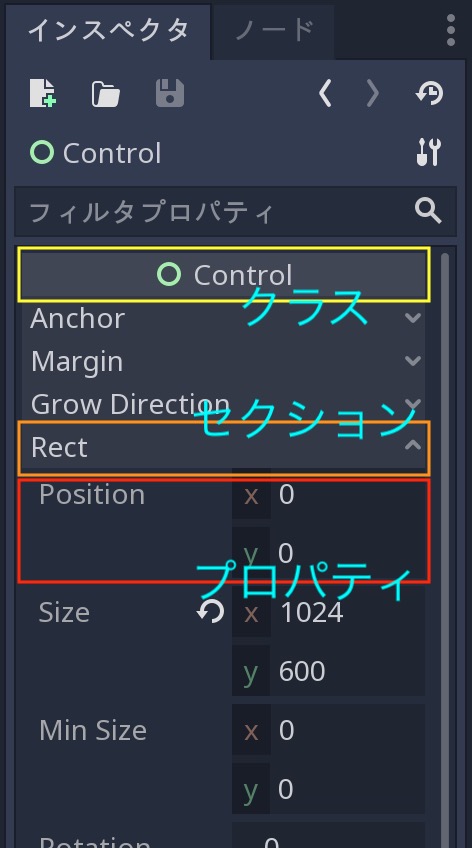 インスペクタ ノード
Control
フィルタプロパティ
Control
クラス
Anchor
Margin
Grow Direction
セクション
Rect
Position x 0
y 0
プロパティ
Size x 1024
y 600
Min Size x 0
y 0
Rotation 0